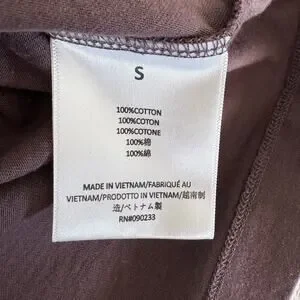 S
100%COTTON
100%COTON
100%COTONE
100%棉
100%綿
MADE IN VIETNAM/FABRIQUÉ AU
VIETNAM/PRODOTTO IN VIETNAM/越南制
造/ベトナム製
RN#090233